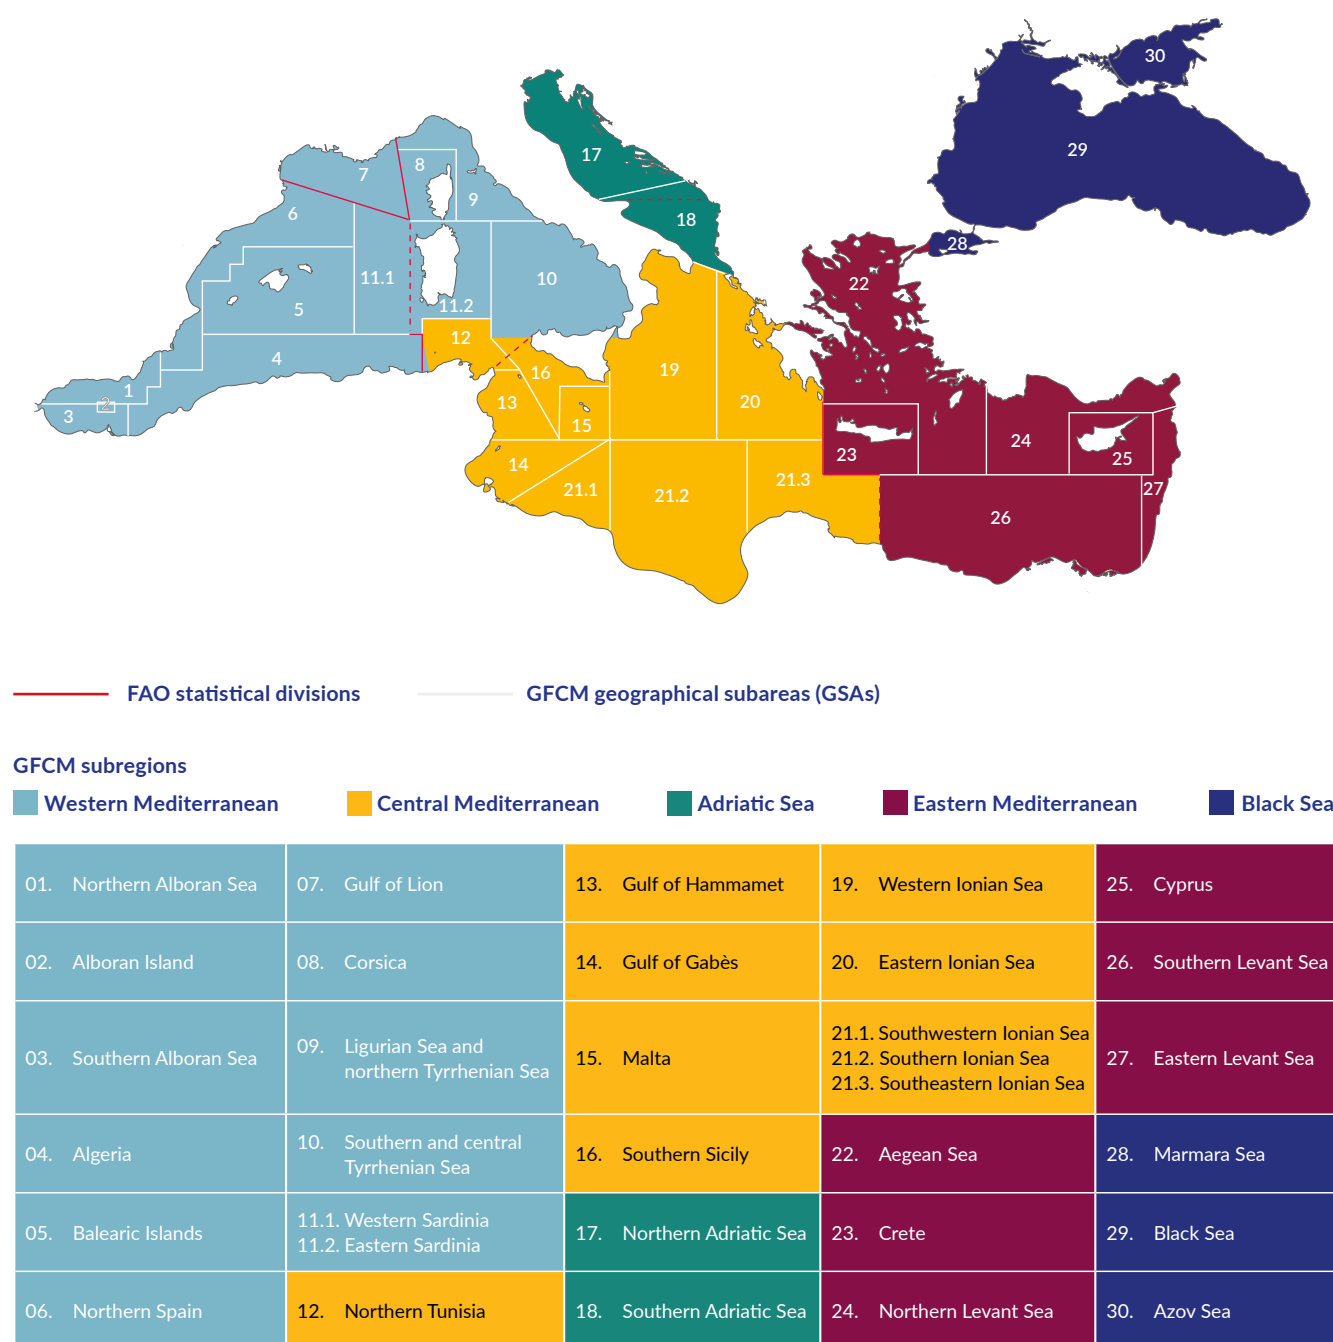 30
17
29
8
7
9
6
18
28
11.1
10
22
5
11.2
12
4
16
19
1
2
3
13
20
15
24
23
14
25
21.1
21.2
21.3
27
26
FAO statistical divisions
GFCM geographical subareas (GSAs)
GFCM subregions
Western Mediterranean
Central Mediterranean
Adriatic Sea
Eastern Mediterranean
Black Sea
01. Northern Alboran Sea
07. Gulf of Lion
13. Gulf of Hammamet
19. Western Ionian Sea
25. Cyprus
02. Alboran Island
08. Corsica
14. Gulf of Gabès
20. Eastern Ionian Sea
26. Southern Levant Sea
03. Southern Alboran Sea
09. Ligurian Sea and
northern Tyrrhenian Sea
15. Malta
21.1. Southwestern Ionian Sea
21.2. Southern Ionian Sea
21.3. Southeastern Ionian Sea
27. Eastern Levant Sea
04. Algeria
10. Southern and central
Tyrrhenian Sea
16. Southern Sicily
22. Aegean Sea
28. Marmara Sea
05. Balearic Islands
11.1. Western Sardinia
11.2. Eastern Sardinia
17. Northern Adriatic Sea
23. Crete
29. Black Sea
06. Northern Spain
12. Northern Tunisia
18. Southern Adriatic Sea
24. Northern Levant Sea
30. Azov Sea